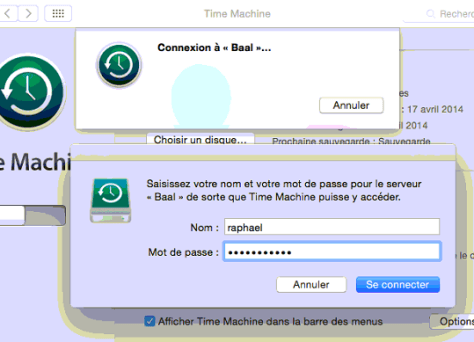 Time Machine
Recherc
Connexion à « Baal »...
Annuler
es
: 17 avril 2014
il 2014
Choisir un disque...
Prochaine sauvegarde : Sauvegarde
e Machi
Saisissez votre nom et votre mot de passe pour le serveur
« Baal » de sorte que Time Machine puisse y accéder.
Nom :
raphael
Mot de passe :
•••••••••••
le d
Annuler
Se connecter
Afficher Time Machine dans la barre des menus
Options